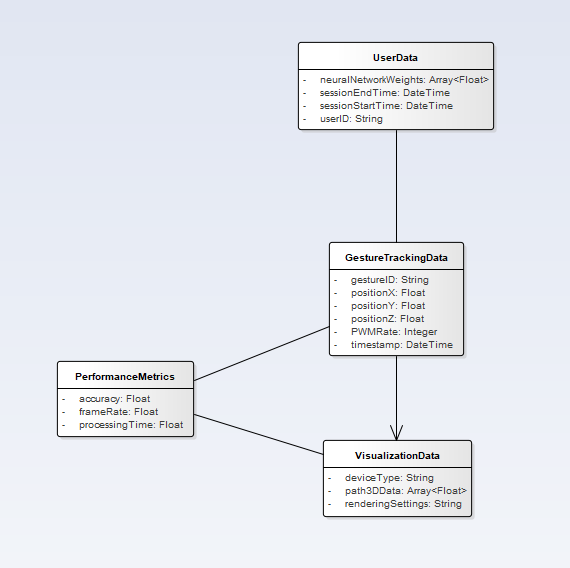 UserData
- neuralNetworkWeights: Array<Float>
- sessionEndTime: DateTime
- sessionStartTime: DateTime
- userID: String
GestureTrackingData
- gestureID: String
- positionX: Float
- positionY: Float
- positionZ: Float
- PWMRate: Integer
- timestamp: DateTime
PerformanceMetrics
- accuracy: Float
- frameRate: Float
- processingTime: Float
VisualizationData
- deviceType: String
- path3DData: Array<Float>
- renderingSettings: String